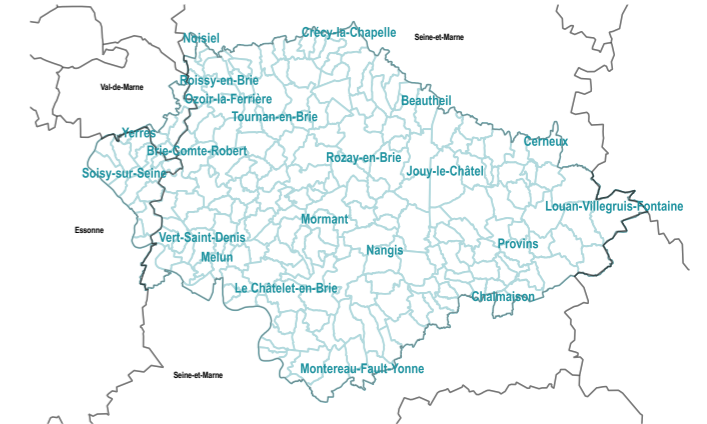 Crécy-la-Chapelle
Noisiel
Seine-et-Marne
Roissy-en-Brie
Val-de-Marne
Ozoir-la-Ferrière
Beautheil
Tournan-en-Brie
Yerres
Cerneux
Brie-Comte-Robert
Rozay-en-Brie
Soisy-sur-Seine
Jouy-le-Châtel
Louan-Villegruis-Fontaine
Mormant
Essonne
Vert-Saint-Denis
Provins
Nangis
Melun
Le Châtelet-en-Brie
Chalmaison
Montereau-Fault-Yonne
Seine-et-Marne